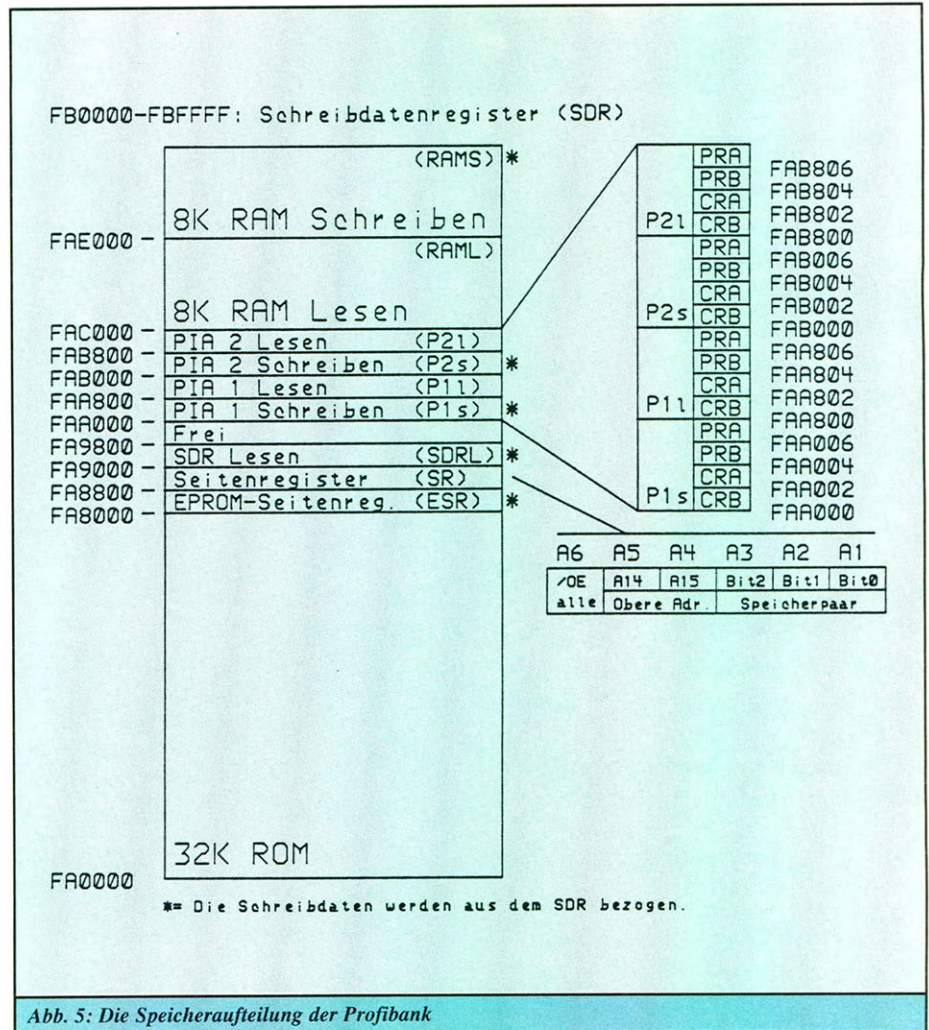 FB0000-FBFFFF: Schreibdatenregister (SDR)
(RAMS) *
8K RAM Schreiben
FAE000 -
(RAML)
8K RAM Lesen
FAC000 -
PIA 2 Lesen (P2l)
FAB800 -
PIA 2 Schreiben (P2s) *
FAB000 -
PIA 1 Lesen (P1l)
FAA800 -
PIA 1 Schreiben (P1s) *
FAA000 -
Frei
FA9800 -
SDR Lesen (SDRL) *
FA9000 -
Seitenregister (SR)
FA8800 -
EPROM-Seitenreg. (ESR) *
FA8000 -
32K ROM
FA0000
PRA FAB806
PRB FAB804
CRA FAB802
P2l CRB FAB800
PRA FAB006
PRB FAB004
CRA FAB002
P2s CRB FAB000
PRA FAA806
PRB FAA804
CRA FAA802
P1l CRB FAA800
PRA FAA006
PRB FAA004
CRA FAA002
P1s CRB FAA000
A6 A5 A4 A3 A2 A1
/OE A14 A15 Bit2 Bit1 Bit0
alle Obere Adr. Speicherpaar
*= Die Schreibdaten werden aus dem SDR bezogen.
Abb. 5: Die Speicheraufteilung der Profibank